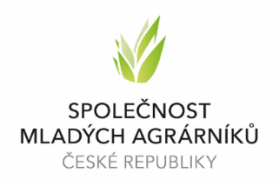 SPOLEČNOST
MLADÝCH AGRÁRNÍKŮ
ČESKÉ REPUBLIKY